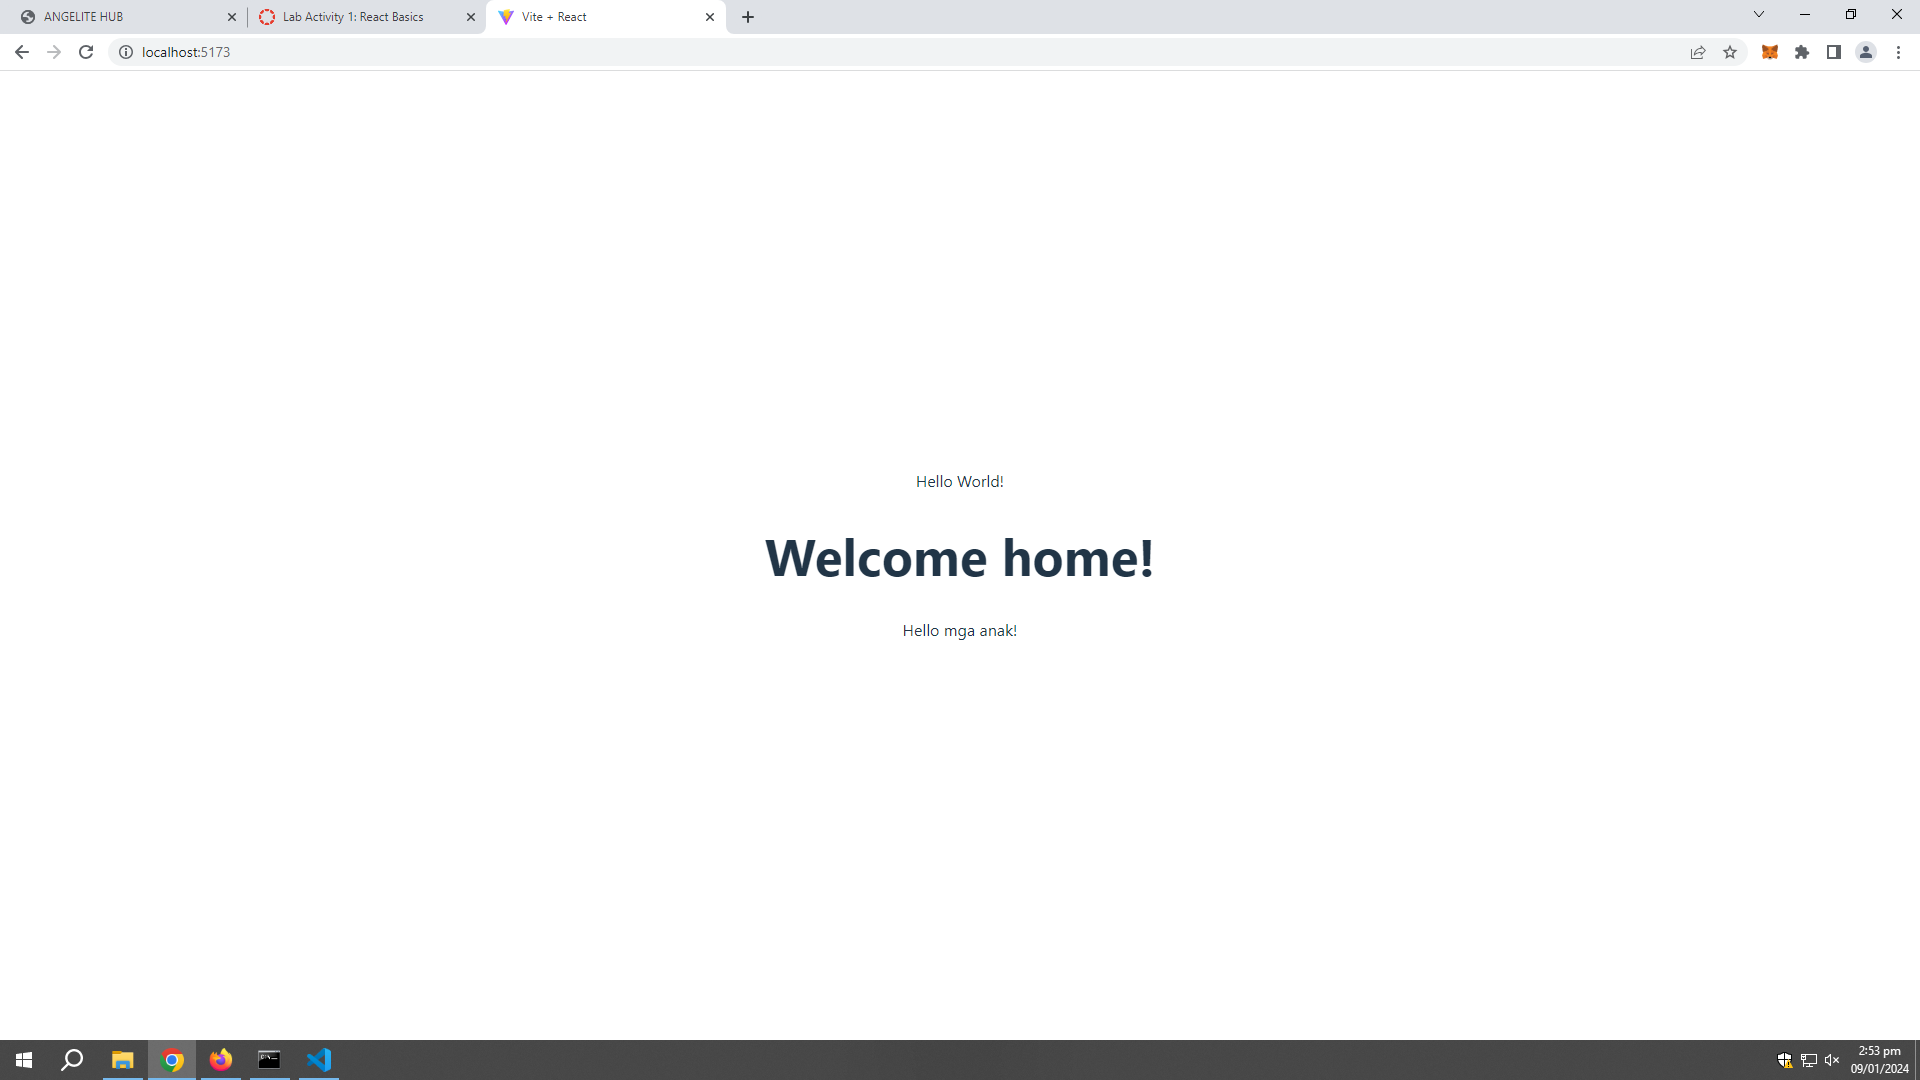 ANGELITE HUB
Lab Activity 1: React Basics
Vite + React
localhost:5173
Hello World!
Welcome home!
Hello mga anak!
2:53 pm
09/01/2024